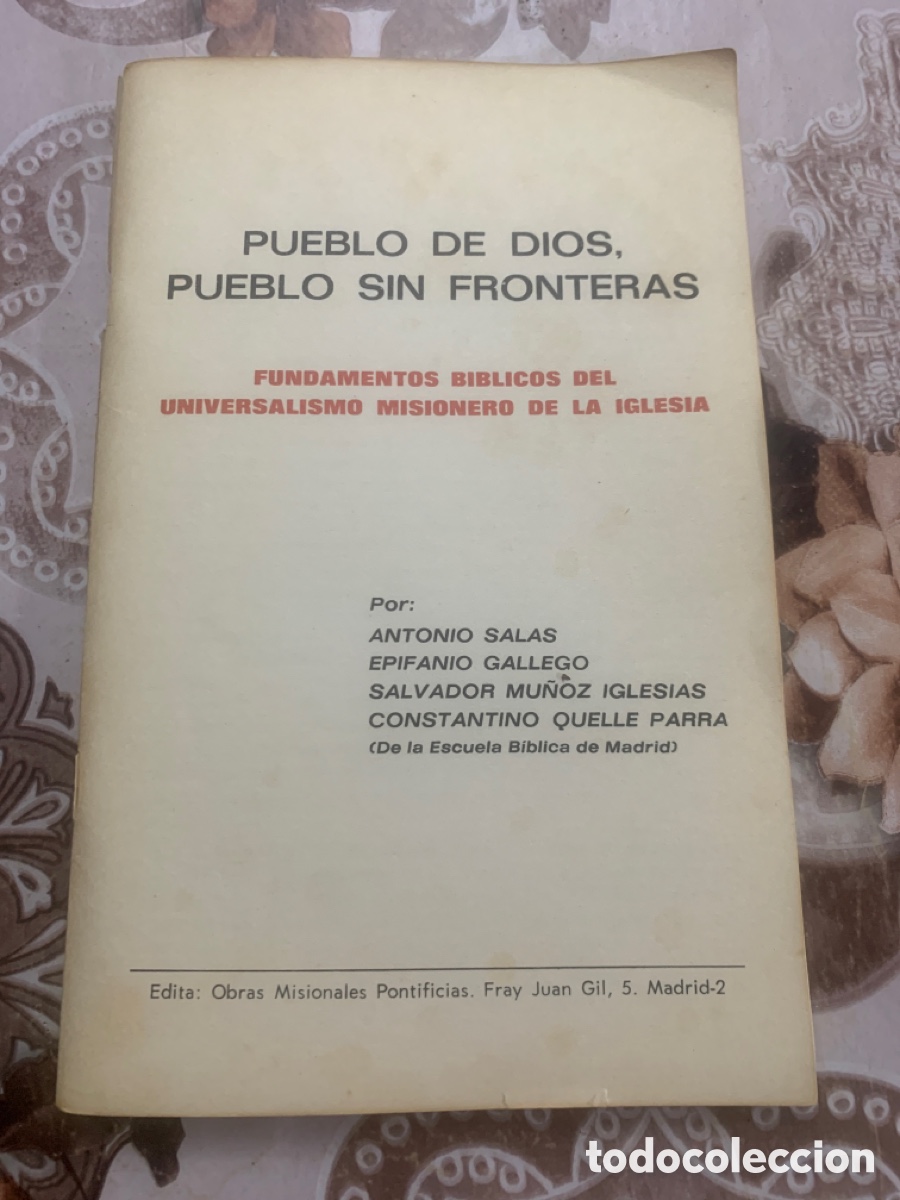 PUEBLO DE DIOS,
PUEBLO SIN FRONTERAS
FUNDAMENTOS BIBLICOS DEL
UNIVERSALISMO MISIONERO DE LA IGLESIA
Por:
ANTONIO SALAS
EPIFANIO GALLEGO
SALVADOR MUÑOZ IGLESIAS
CONSTANTINO QUELLE PARRA
(De la Escuela Bíblica de Madrid)
Edita: Obras Misionales Pontificias. Fray Juan Gil, 5. Madrid-2
todocoleccion